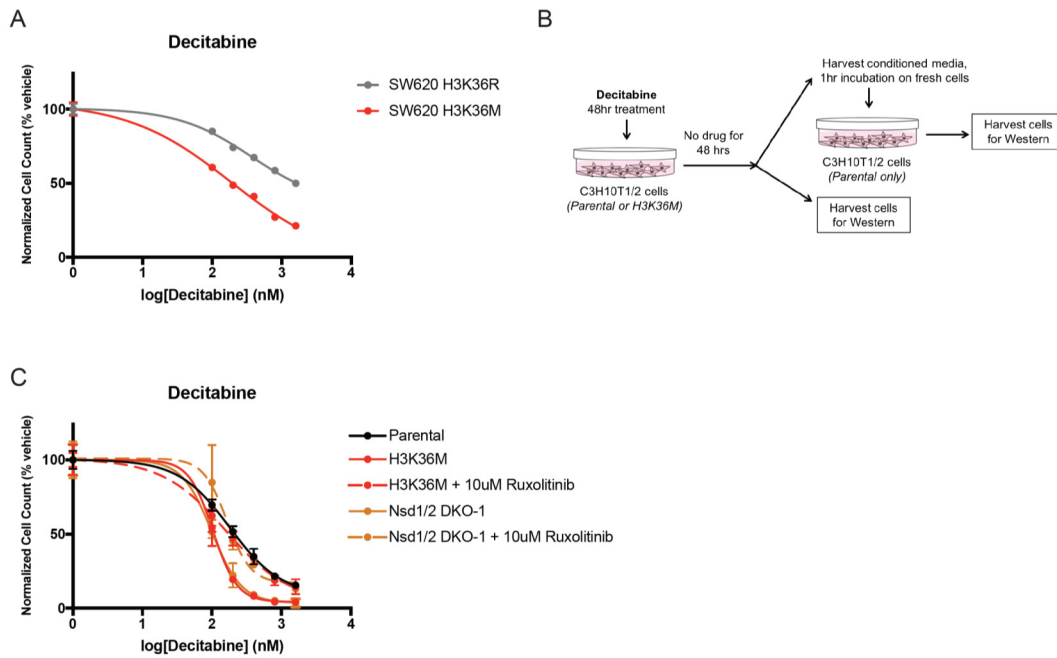 A
Decitabine
Normalized Cell Count (% vehicle)
100
50
0
0 1 2 3 4
log[Decitabine] (nM)
SW620 H3K36R
SW620 H3K36M
B
Decitabine
48hr treatment
C3H10T1/2 cells
(Parental or H3K36M)
No drug for
48 hrs
Harvest conditioned media,
1hr incubation on fresh cells
C3H10T1/2 cells
(Parental only)
Harvest cells
for Western
Harvest cells
for Western
C
Decitabine
Normalized Cell Count (% vehicle)
100
50
0
0 1 2 3 4
log[Decitabine] (nM)
Parental
H3K36M
H3K36M + 10uM Ruxolitinib
Nsd1/2 DKO-1
Nsd1/2 DKO-1 + 10uM Ruxolitinib